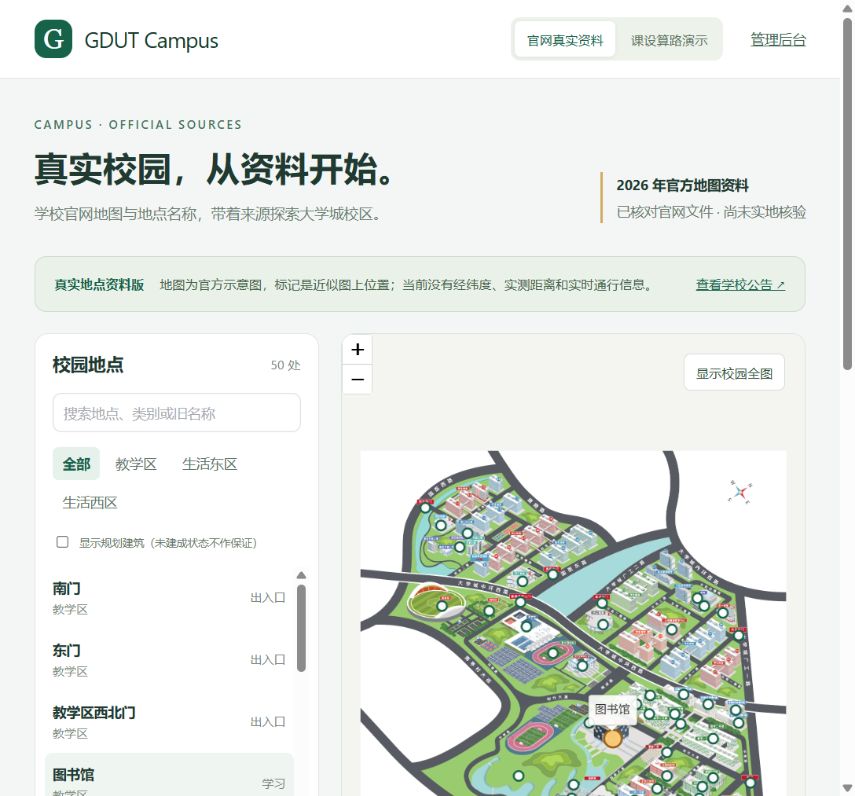 G GDUT Campus
官网真实资料
课设算路演示
管理后台
CAMPUS · OFFICIAL SOURCES
真实校园，从资料开始。
学校官网地图与地点名称，带着来源探索大学城校区。
2026 年官方地图资料
已核对官网文件 · 尚未实地核验
真实地点资料版
地图为官方示意图，标记是近似图上位置；当前没有经纬度、实测距离和实时通行信息。
查看学校公告 ↗
校园地点
50 处
搜索地点、类别或旧名称
全部
教学区
生活东区
生活西区
显示规划建筑（未建成状态不作保证）
南门
教学区
出入口
东门
教学区
出入口
教学区西北门
教学区
出入口
图书馆
教学区
学习
+
−
显示校园全图
图书馆